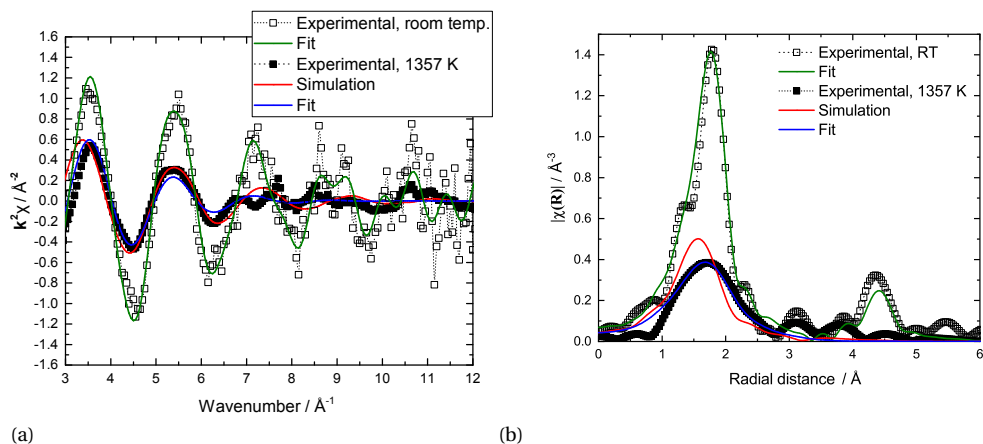 Experimental, room temp.
Fit
Experimental, 1357 K
Simulation
Fit
1.6
1.4
1.2
1.0
0.8
0.6
0.4
0.2
0.0
-0.2
-0.4
-0.6
-0.8
-1.0
-1.2
-1.4
-1.6
k²χ / Å⁻²
3 4 5 6 7 8 9 10 11 12
Wavenumber / Å⁻¹
(a)
Experimental, RT
Fit
Experimental, 1357 K
Simulation
Fit
1.4
1.2
1.0
0.8
0.6
0.4
0.2
0.0
|χ(R)| / Å⁻³
0 1 2 3 4 5 6
Radial distance / Å
(b)